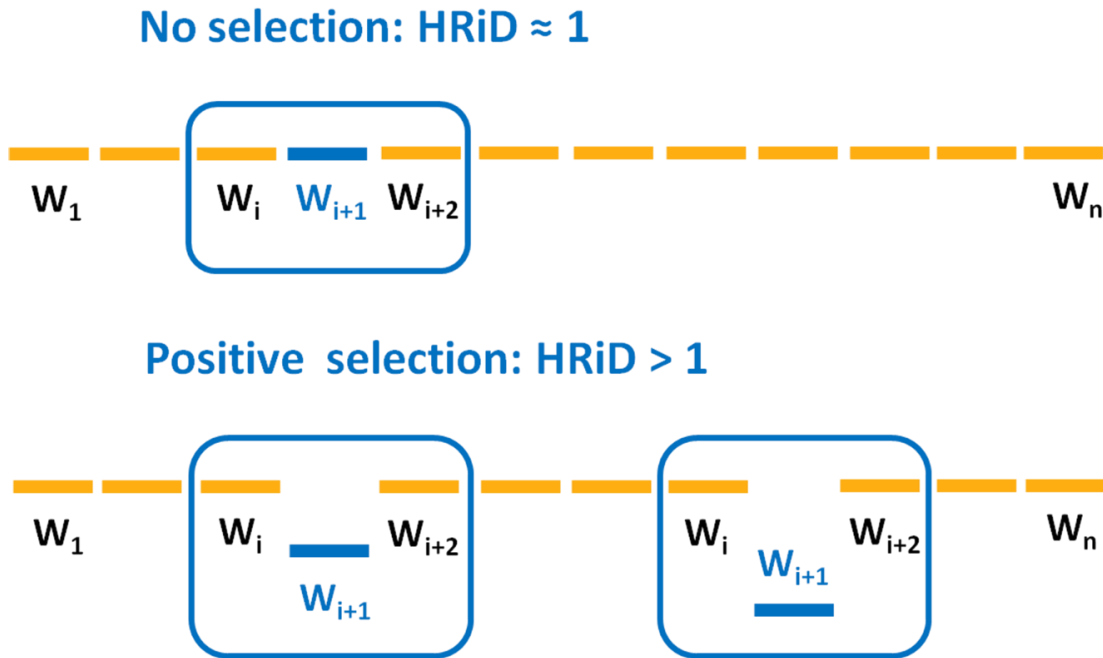 No selection: HRiD ≈ 1
W₁ Wᵢ Wᵢ₊₁ Wᵢ₊₂ Wₙ
Positive selection: HRiD > 1
W₁ Wᵢ Wᵢ₊₂ Wᵢ Wᵢ₊₂ Wₙ
Wᵢ₊₁ Wᵢ₊₁